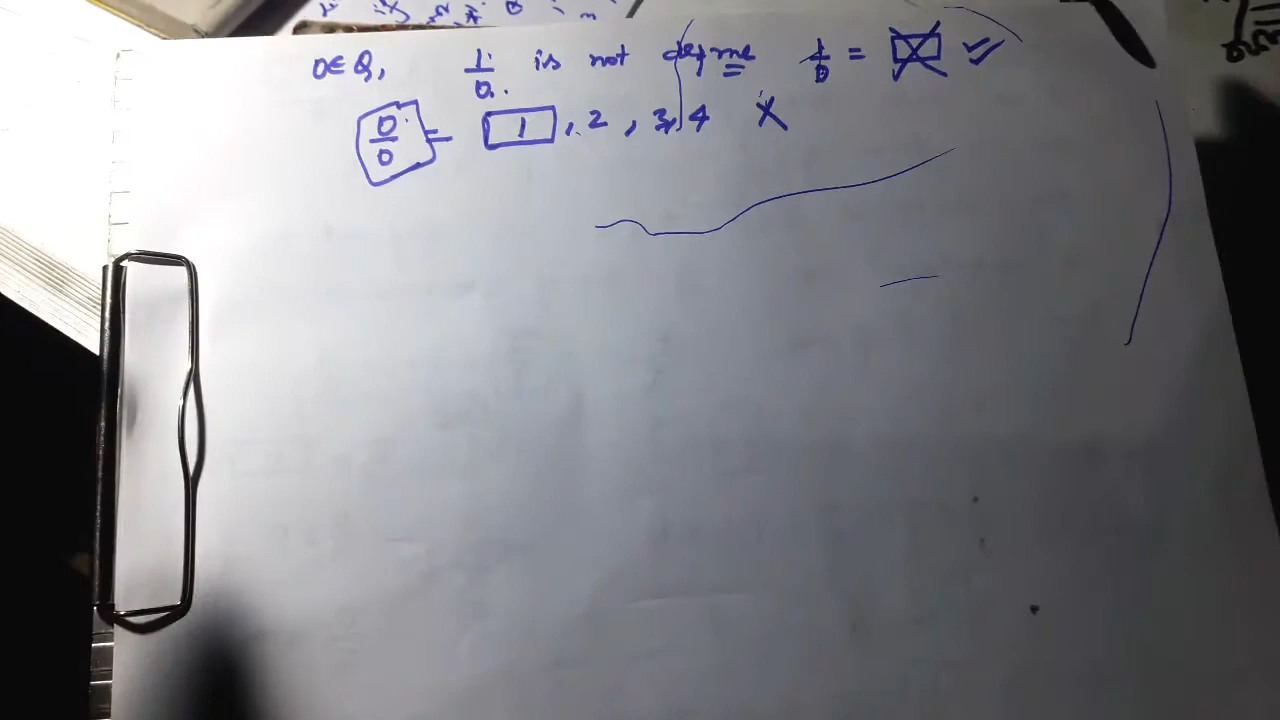 0 ∈ Q, 1/0. is not define 1/0 =
0/0 = 1, 2, 3, 4 X